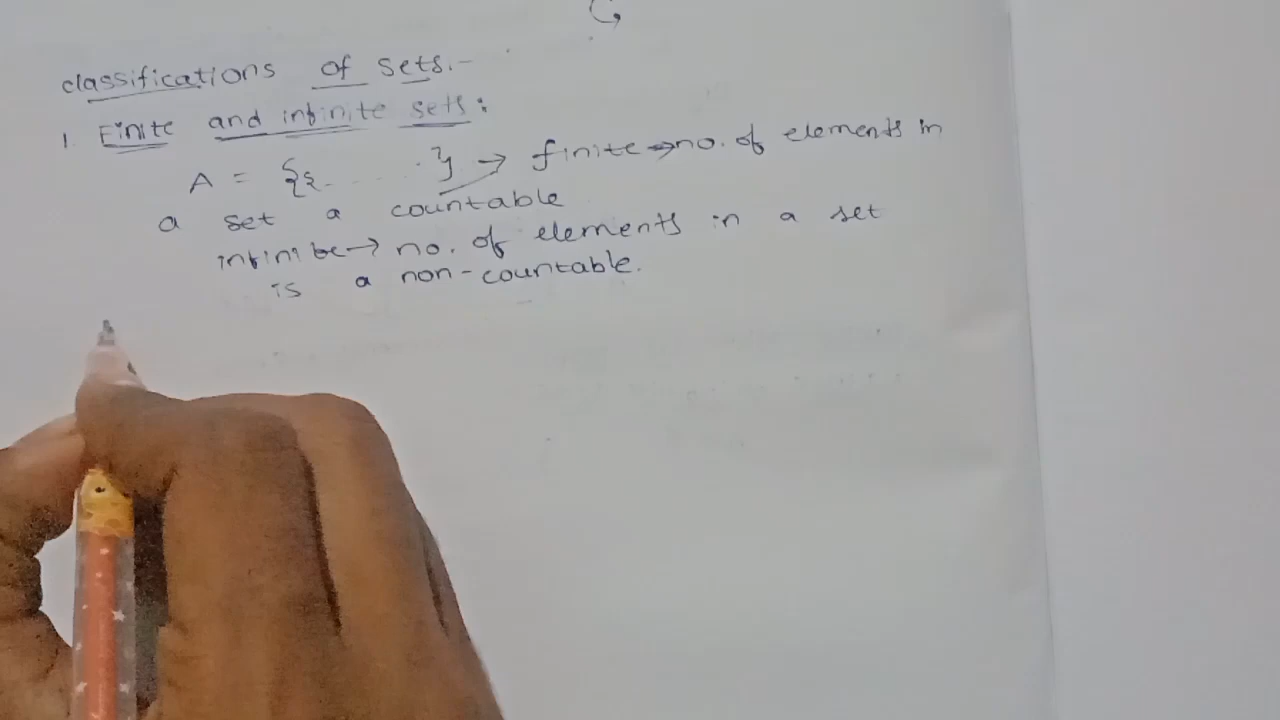 classifications of sets:-
1. Finite and infinite sets:
A = { ..... } → finite → no. of elements in
a set a countable
infinite → no. of elements in a set
is a non-countable.